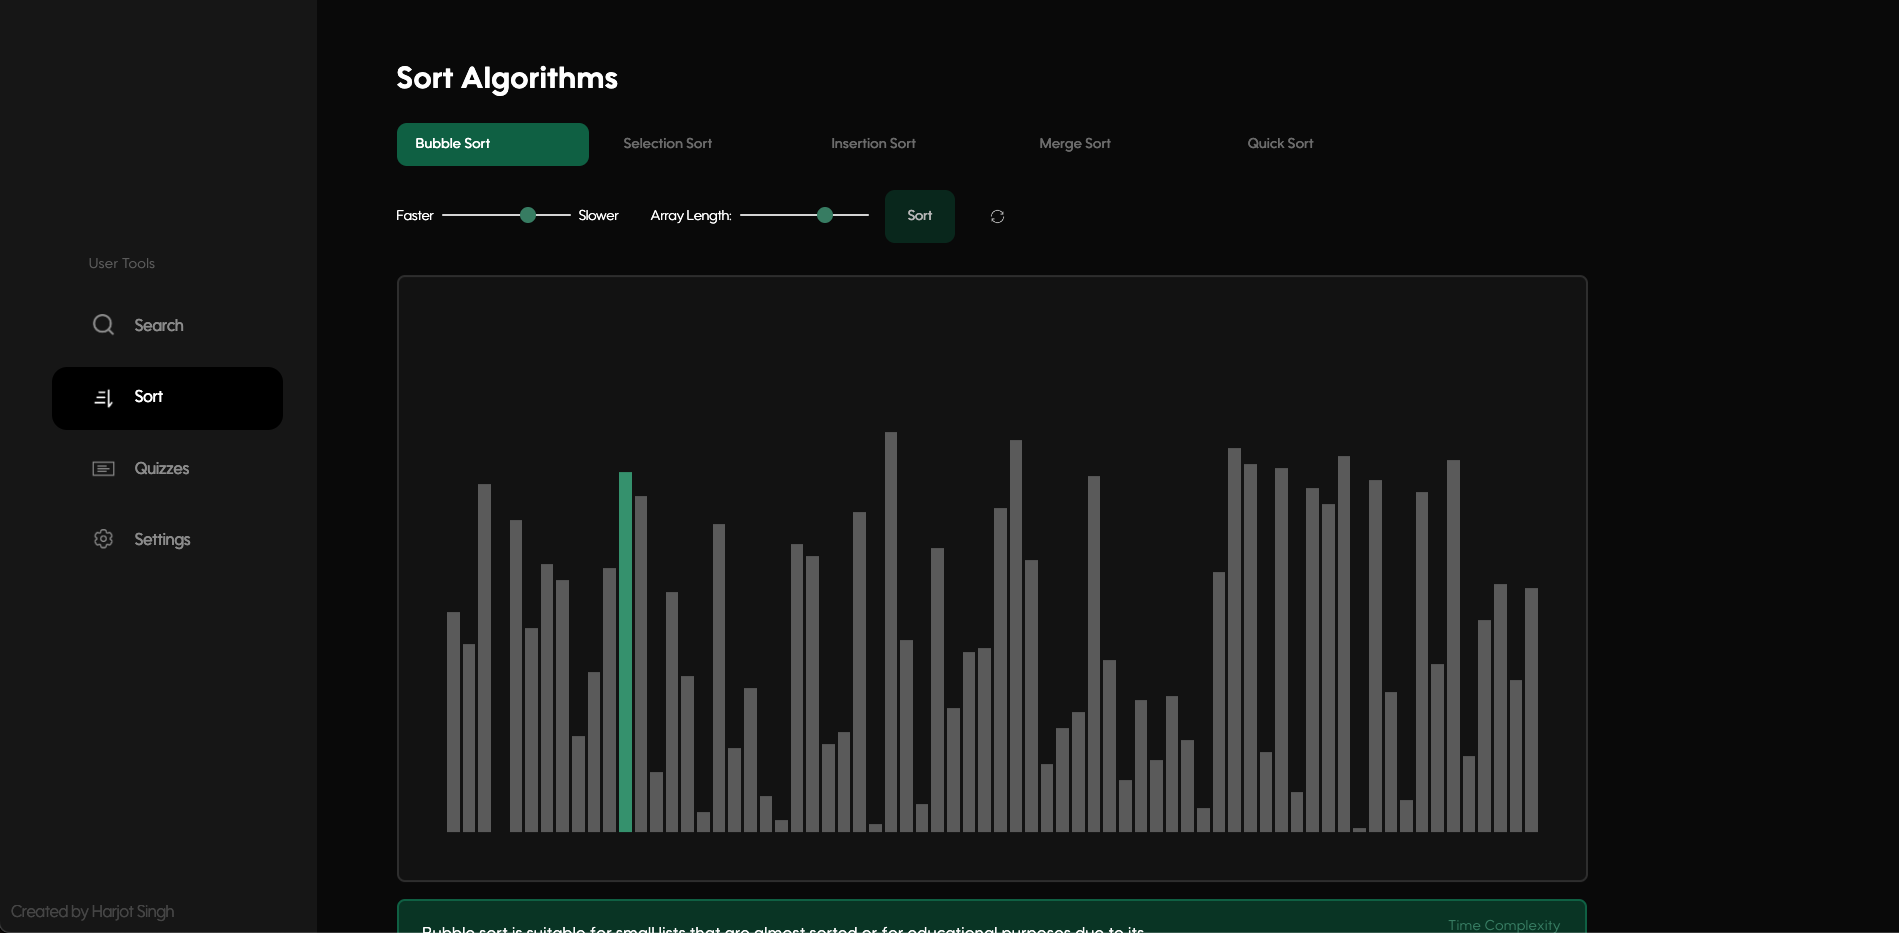 Sort Algorithms
Bubble Sort
Selection Sort
Insertion Sort
Merge Sort
Quick Sort
Faster
Slower
Array Length:
Sort
User Tools
Search
Sort
Quizzes
Settings
Created by Harjot Singh
Time Complexity
Bubble sort is suitable for small lists that are almost sorted or for educational purposes due to its